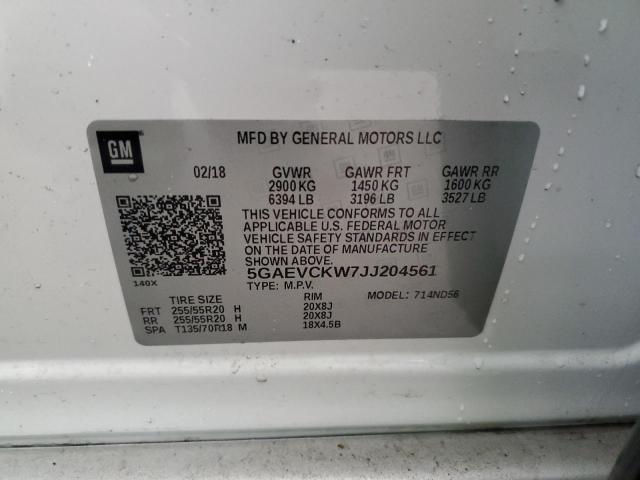 GM
MFD BY GENERAL MOTORS LLC
02/18 GVWR GAWR FRT GAWR RR
2900 KG 1450 KG 1600 KG
6394 LB 3196 LB 3527 LB
THIS VEHICLE CONFORMS TO ALL
APPLICABLE U.S. FEDERAL MOTOR
VEHICLE SAFETY STANDARDS IN EFFECT
ON THE DATE OF MANUFACTURE
SHOWN ABOVE.
5GAEVCKW7JJ204561
140X
TYPE: M.P.V. MODEL: 714ND56
TIRE SIZE RIM
FRT 255/55R20 H 20X8J
RR 255/55R20 H 20X8J
SPA T135/70R18 M 18X4.5B